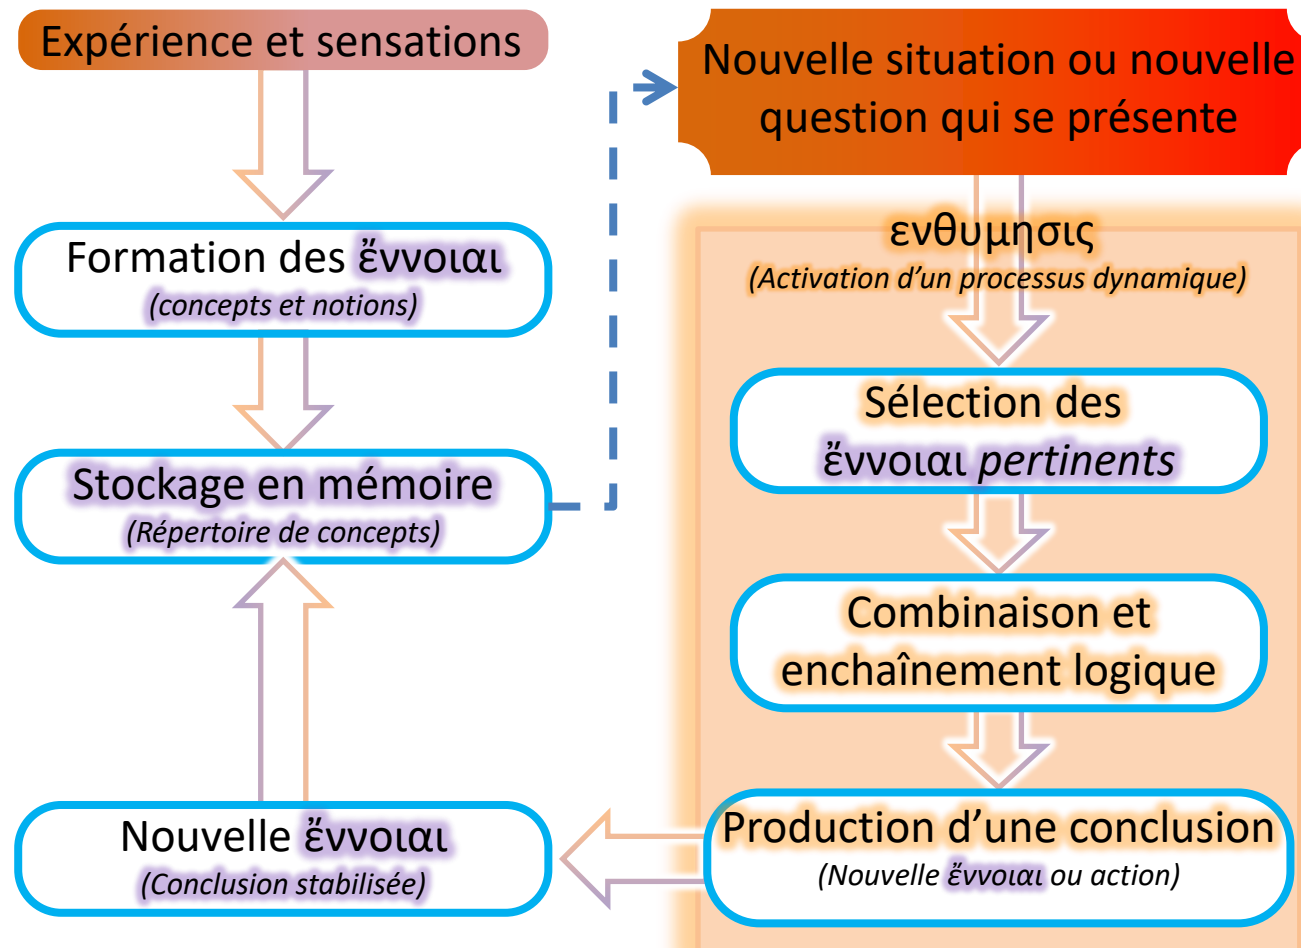 Expérience et sensations
Formation des ἔννοιαι
(concepts et notions)
Stockage en mémoire
(Répertoire de concepts)
Nouvelle ἔννοιαι
(Conclusion stabilisée)
Nouvelle situation ou nouvelle
question qui se présente
ενθυμησις
(Activation d’un processus dynamique)
Sélection des
ἔννοιαι pertinents
Combinaison et
enchaînement logique
Production d’une conclusion
(Nouvelle ἔννοιαι ou action)